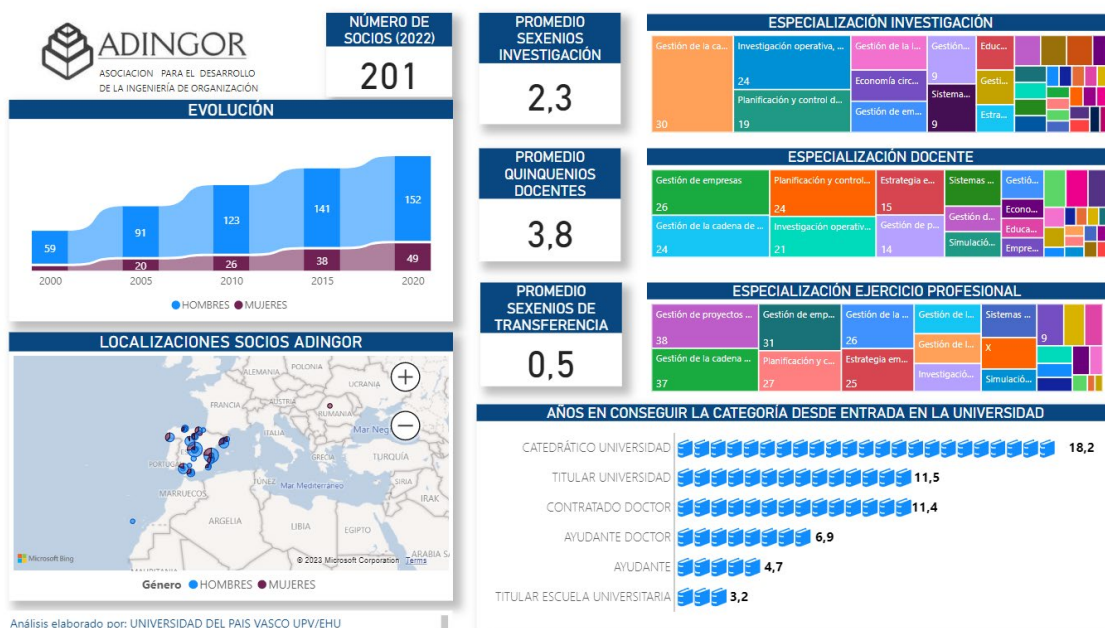 ADINGOR
ASOCIACION PARA EL DESARROLLO
DE LA INGENIERÍA DE ORGANIZACIÓN
NÚMERO DE
SOCIOS (2022)
201
EVOLUCIÓN
59
91
123
141
152
20
26
38
49
2000
2005
2010
2015
2020
HOMBRES
MUJERES
LOCALIZACIONES SOCIOS ADINGOR
ALEMANIA
POLONIA
UCRANIA
FRANCIA
AUSTRIA
RUMANIA
ITALIA
Mar Neg
PORTUGAL
GRECIA
TURQUÍA
TÚNEZ
Mar Mediterráneo
SIRIA
IRAK
MARRUECOS
ARGELIA
LIBIA
EGIPTO
ARABIA
Microsoft Bing
© 2023 Microsoft Corporation Terms
Género HOMBRES MUJERES
Análisis elaborado por: UNIVERSIDAD DEL PAIS VASCO UPV/EHU
PROMEDIO
SEXENIOS
INVESTIGACIÓN
2,3
PROMEDIO
QUINQUENIOS
DOCENTES
3,8
PROMEDIO
SEXENIOS DE
TRANSFERENCIA
0,5
ESPECIALIZACIÓN INVESTIGACIÓN
Gestión de la ca...
30
Investigación operativa, ...
24
Planificación y control d...
19
Gestión de la i...
Economía circ...
Gestión de em...
Gestión...
9
Sistema...
9
Educ...
Gesti...
Estra...
ESPECIALIZACIÓN DOCENTE
Gestión de empresas
26
Gestión de la cadena de ...
24
Planificación y control...
24
Investigación operativ...
21
Estrategia e...
15
Gestión de p...
14
Sistemas ...
Gestión d...
Simulació...
Gestió...
Econo...
Educa...
Empre...
ESPECIALIZACIÓN EJERCICIO PROFESIONAL
Gestión de proyectos ...
38
Gestión de la cadena ...
37
Gestión de emp...
31
Planificación y c...
27
Gestión de la ...
26
Estrategia em...
25
Gestión de l...
Gestión de l...
Investigació...
Sistemas ...
X
Simulació...
9
AÑOS EN CONSEGUIR LA CATEGORÍA DESDE ENTRADA EN LA UNIVERSIDAD
CATEDRÁTICO UNIVERSIDAD 18,2
TITULAR UNIVERSIDAD 11,5
CONTRATADO DOCTOR 11,4
AYUDANTE DOCTOR 6,9
AYUDANTE 4,7
TITULAR ESCUELA UNIVERSITARIA 3,2